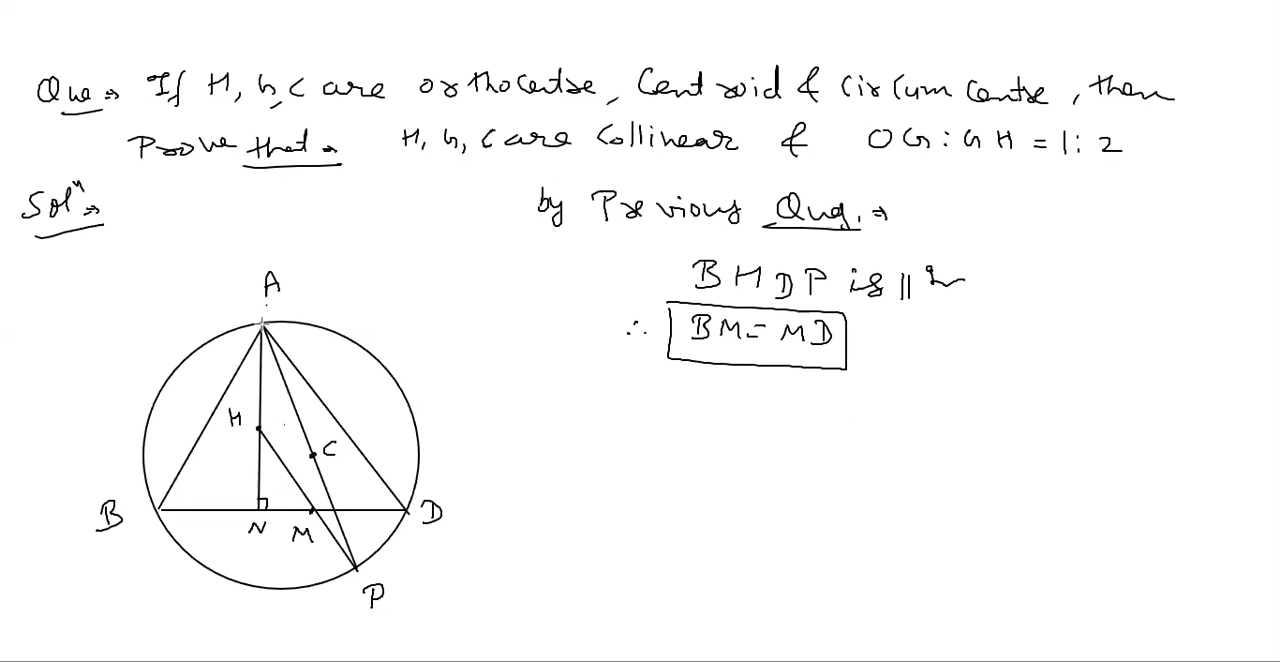 Que ⇒ If H, G, C are orthocentre, Centroid & Circum Centre, then
Prove that → H, G, C are Collinear & OG : GH = 1 : 2
Solⁿ ⇒
by Previous Que. ⇒
BHDP is ||gm
∴ BM = MD
A
H
C
B
N
M
D
P